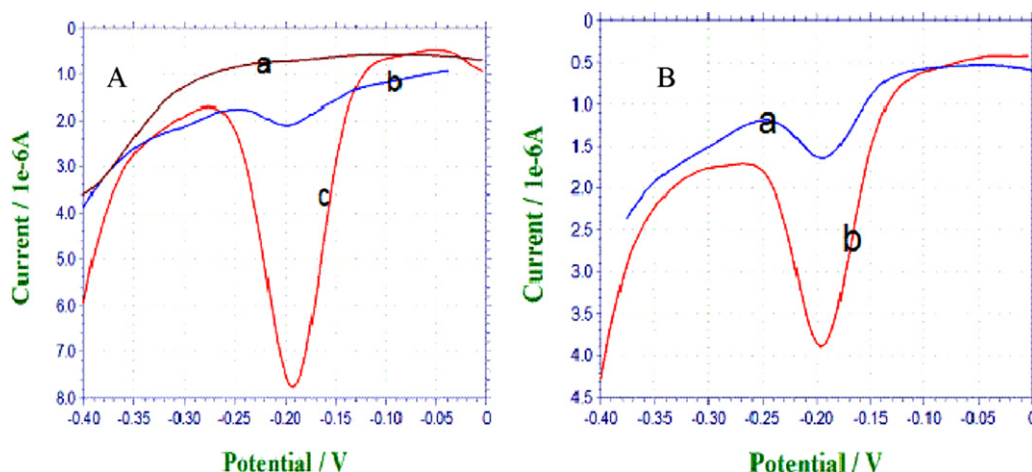 A
a
b
c
0
1.0
2.0
3.0
4.0
5.0
6.0
7.0
8.0
-0.40 -0.35 -0.30 -0.25 -0.20 -0.15 -0.10 -0.05 0
Current / 1e-6A
Potential / V
B
a
b
0
0.5
1.0
1.5
2.0
2.5
3.0
3.5
4.0
4.5
-0.40 -0.35 -0.30 -0.25 -0.20 -0.15 -0.10 -0.05 0
Current / 1e-6A
Potential / V